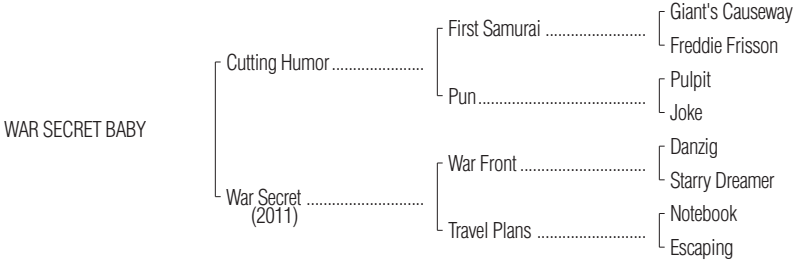 Giant's Causeway
First Samurai ........................
Freddie Frisson
Cutting Humor......................
Pulpit
Pun........................................
Joke
WAR SECRET BABY
Danzig
War Front ..............................
Starry Dreamer
War Secret ............................
(2011)
Notebook
Travel Plans ..........................
Escaping